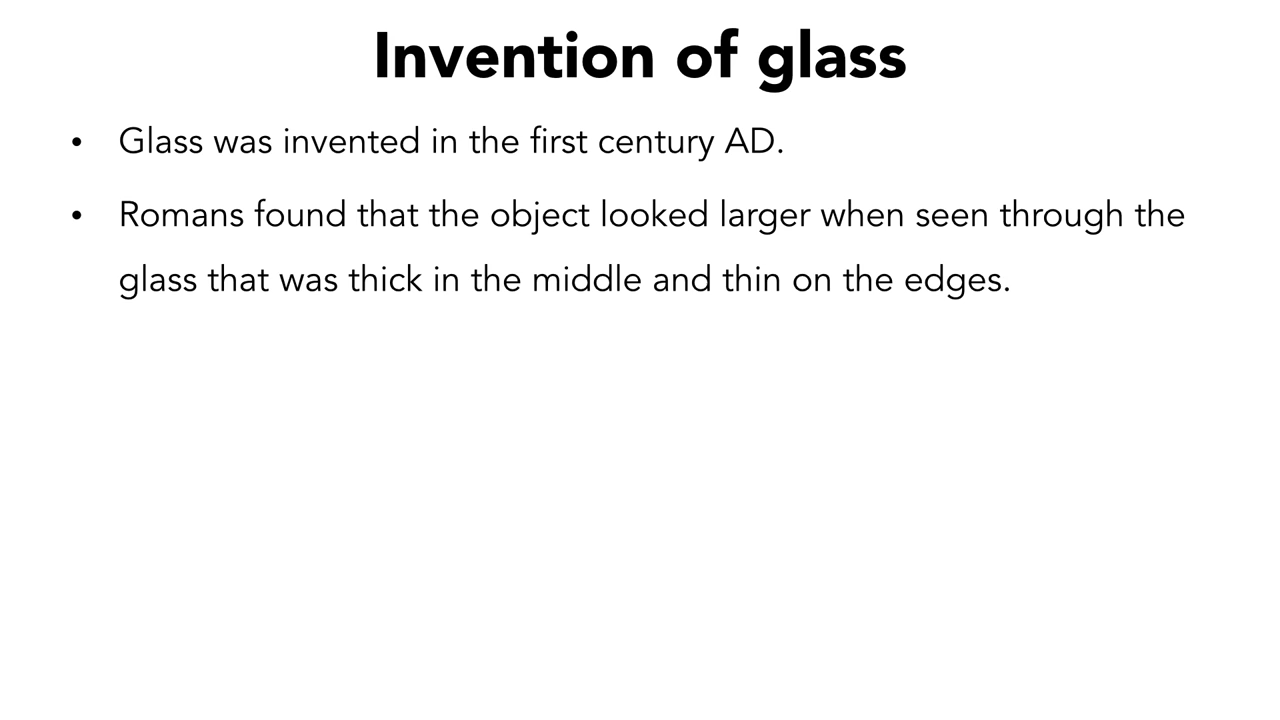 Invention of glass
• Glass was invented in the first century AD.
• Romans found that the object looked larger when seen through the
glass that was thick in the middle and thin on the edges.